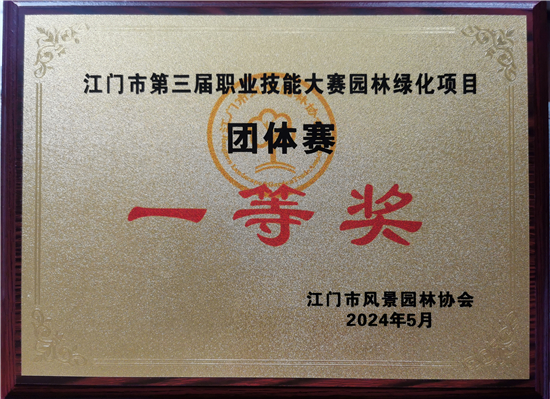 江门市第三届职业技能大赛园林绿化项目
团体赛
一等奖
江门市风景园林协会
2024年5月